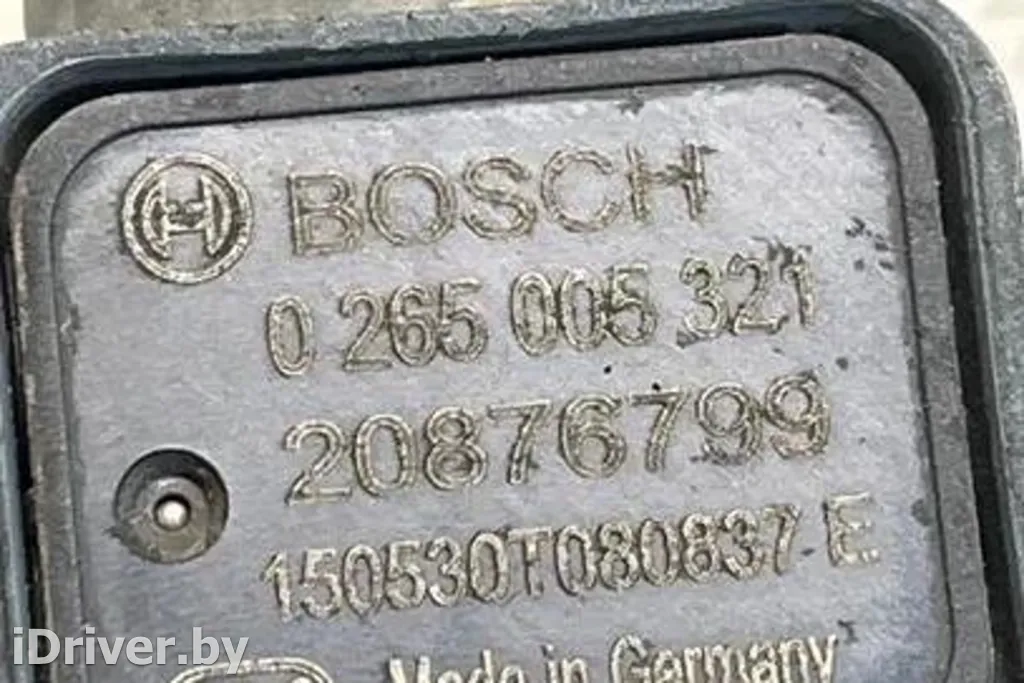 BOSCH
0 265 005 321
20876799
150530T080837 E
Made in Germany
iDriver.by